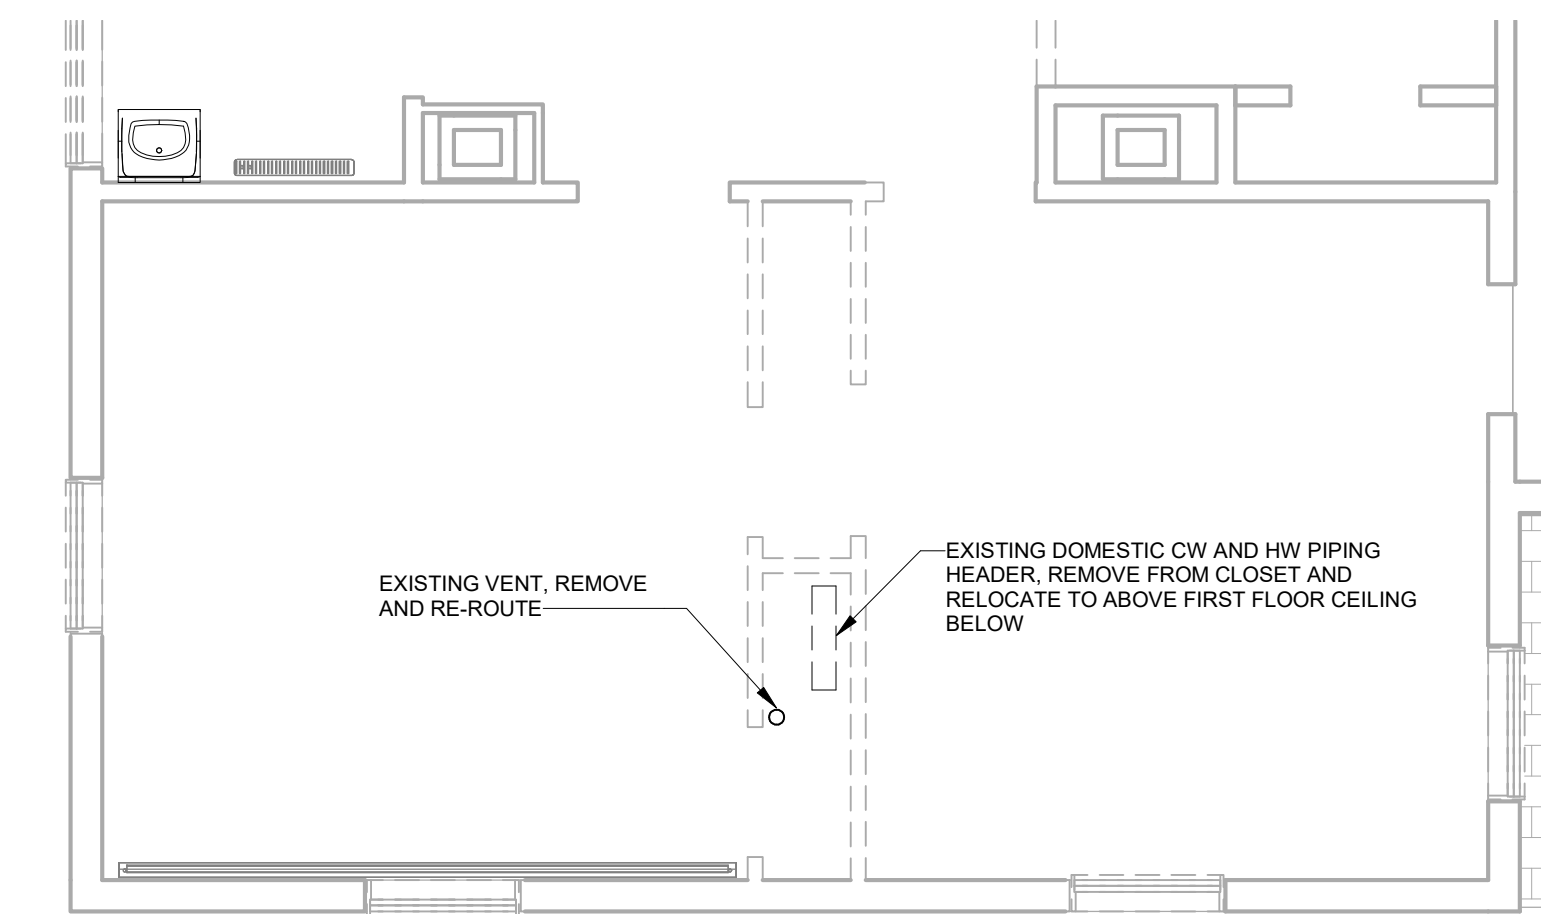 EXISTING VENT, REMOVE
AND RE-ROUTE
EXISTING DOMESTIC CW AND HW PIPING
HEADER, REMOVE FROM CLOSET AND
RELOCATE TO ABOVE FIRST FLOOR CEILING
BELOW